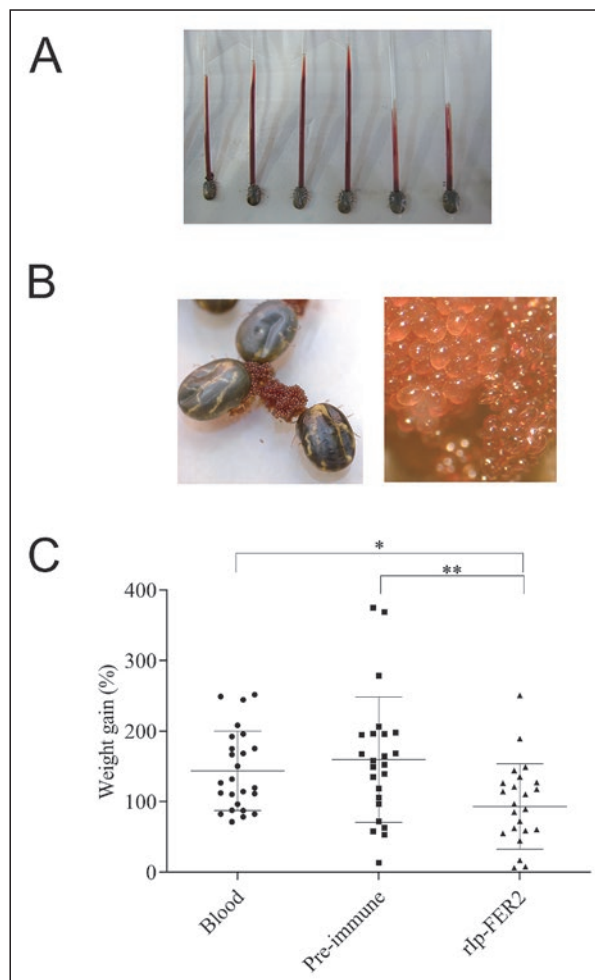 A
B
C
*
**
400
300
200
100
0
Weight gain (%)
Blood
Pre-immune
rIp-FER2